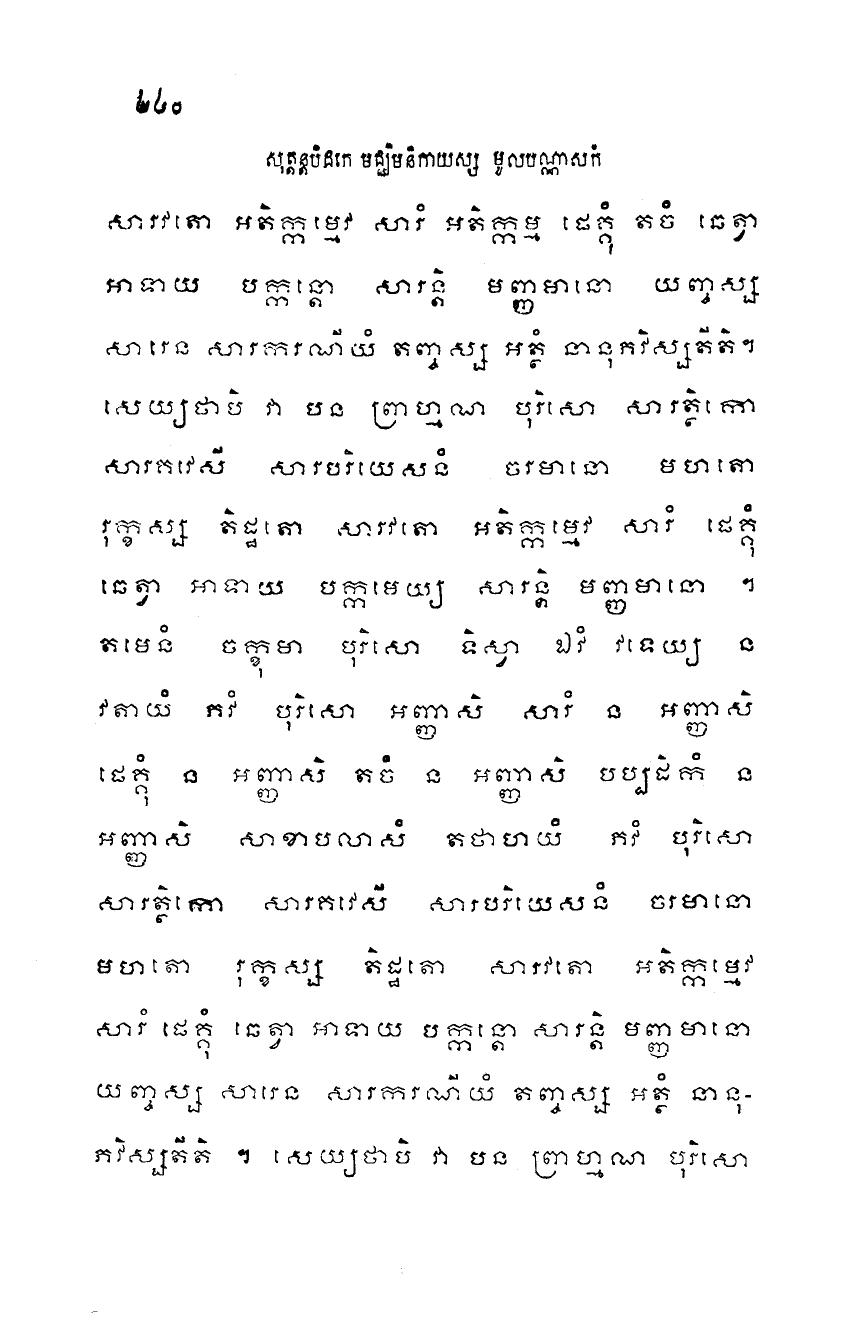 ២៤០
សុត្តន្តបិដកេ មជ្ឈិមនិកាយស្ស មូលបណ្ណាសកំ
សារវតោ អតិក្កម្មេវ សារំ អតិក្កម្ម ផេគ្គុំ តចំ ឆេត្វា
អាទាយ បក្កន្តោ សារន្តិ មញ្ញមានោ យញ្ចស្ស
សារេន សារករណីយំ តញ្ចស្ស អត្ថំ នានុភវិស្សតីតិ។
សេយ្យថាបិ វា បន ព្រាហ្មណ បុរិសោ សារត្ថិកោ
សារគវេសី សារបរិយេសនំ ចរមានោ មហតោ
រុក្ខស្ស តិដ្ឋតោ សារវតោ អតិក្កម្មេវ សារំ ផេគ្គុំ
ឆេត្វា អាទាយ បក្កមេយ្យ សារន្តិ មញ្ញមានោ ។
តមេនំ ចក្ខុមា បុរិសោ ទិស្វា ឯវំ វទេយ្យ ន
វតាយំ ភវំ បុរិសោ អញ្ញាសិ សារំ ន អញ្ញាសិ
ផេគ្គុំ ន អញ្ញាសិ តចំ ន អញ្ញាសិ បប្បដិកំ ន
អញ្ញាសិ សាខាបលាសំ តថាហយំ ភវំ បុរិសោ
សារត្ថិកោ សារគវេសី សារបរិយេសនំ ចរមានោ
មហតោ រុក្ខស្ស តិដ្ឋតោ សារវតោ អតិក្កម្មេវ
សារំ ផេគ្គុំ ឆេត្វា អាទាយ បក្កន្តោ សារន្តិ មញ្ញមានោ
យញ្ចស្ស សារេន សារករណីយំ តញ្ចស្ស អត្ថំ នានុ-
ភវិស្សតីតិ ។ សេយ្យថាបិ វា បន ព្រាហ្មណ បុរិសោ